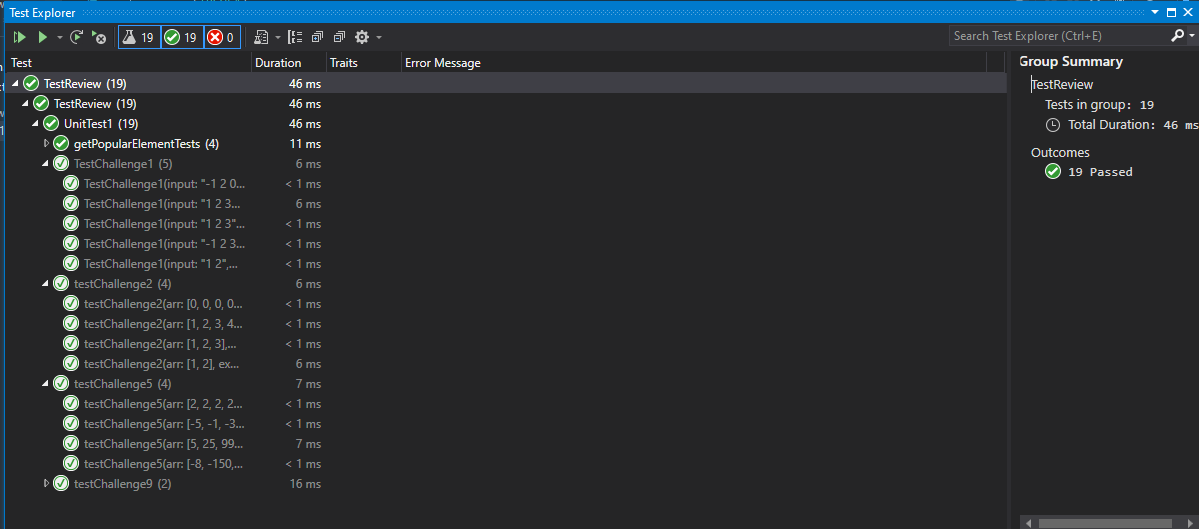 Test Explorer
19 19 0
Search Test Explorer (Ctrl+E)
Test Duration Traits Error Message
TestReview (19) 46 ms
TestReview (19) 46 ms
UnitTest1 (19) 46 ms
getPopularElementTests (4) 11 ms
TestChallenge1 (5) 6 ms
TestChallenge1(input: "-1 2 0... < 1 ms
TestChallenge1(input: "1 2 3... 6 ms
TestChallenge1(input: "1 2 3"... < 1 ms
TestChallenge1(input: "-1 2 3... < 1 ms
TestChallenge1(input: "1 2",... < 1 ms
testChallenge2 (4) 6 ms
testChallenge2(arr: [0, 0, 0, 0... < 1 ms
testChallenge2(arr: [1, 2, 3, 4... < 1 ms
testChallenge2(arr: [1, 2, 3],... < 1 ms
testChallenge2(arr: [1, 2], ex... 6 ms
testChallenge5 (4) 7 ms
testChallenge5(arr: [2, 2, 2, 2... < 1 ms
testChallenge5(arr: [-5, -1, -3... < 1 ms
testChallenge5(arr: [5, 25, 99... 7 ms
testChallenge5(arr: [-8, -150,... < 1 ms
testChallenge9 (2) 16 ms
Group Summary
TestReview
Tests in group: 19
Total Duration: 46 ms
Outcomes
19 Passed